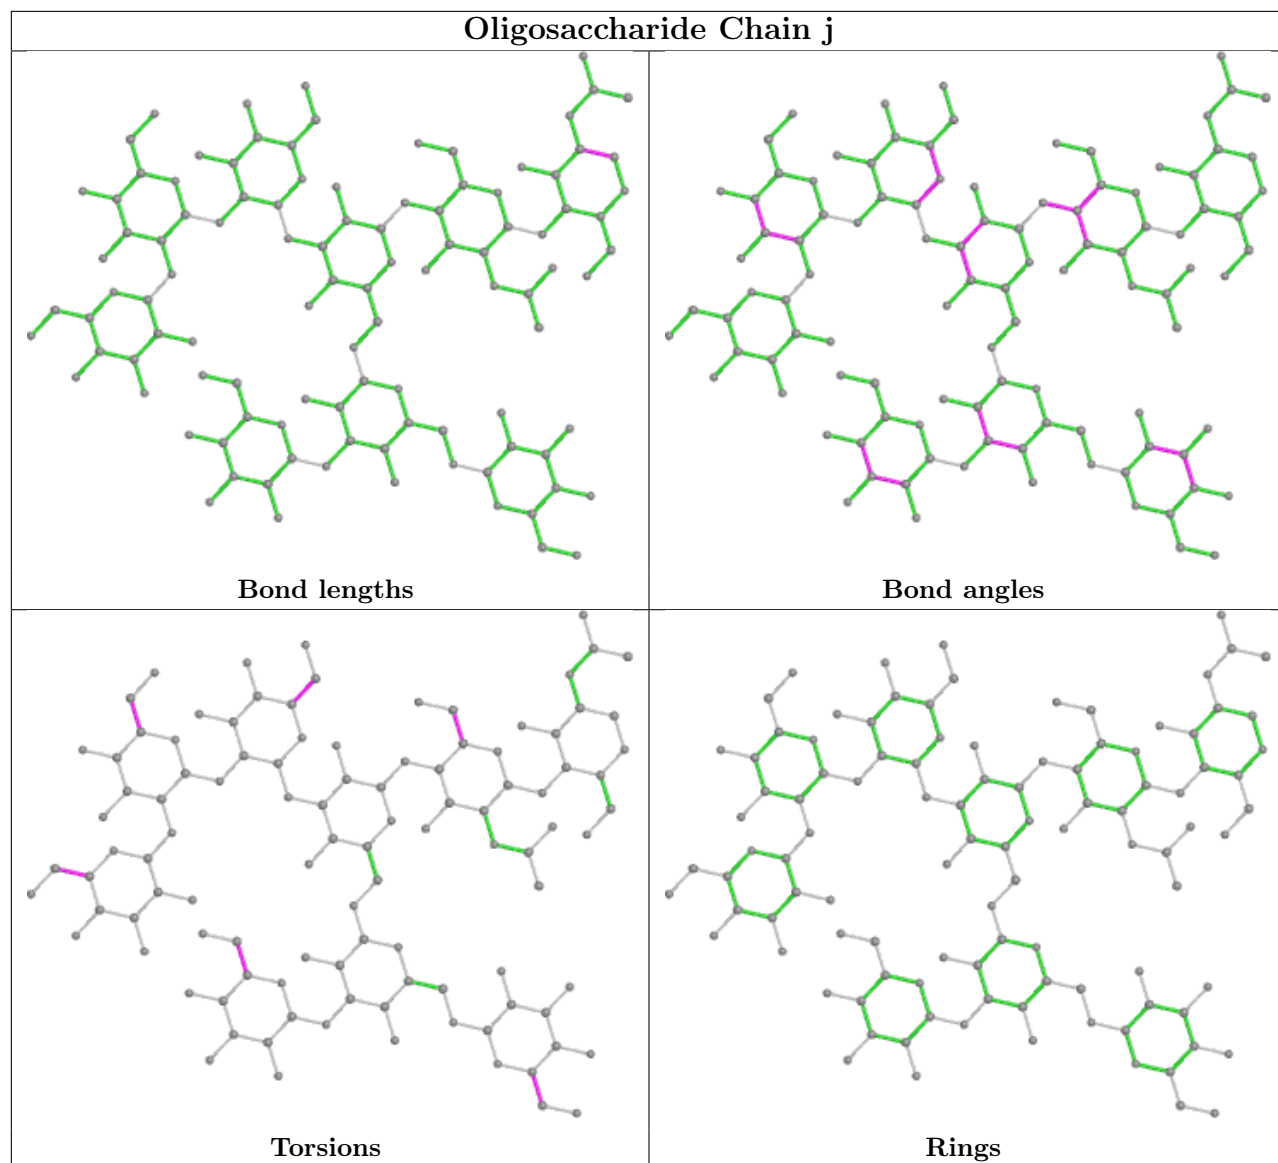 Oligosaccharide Chain j
Bond lengths
Bond angles
Torsions
Rings